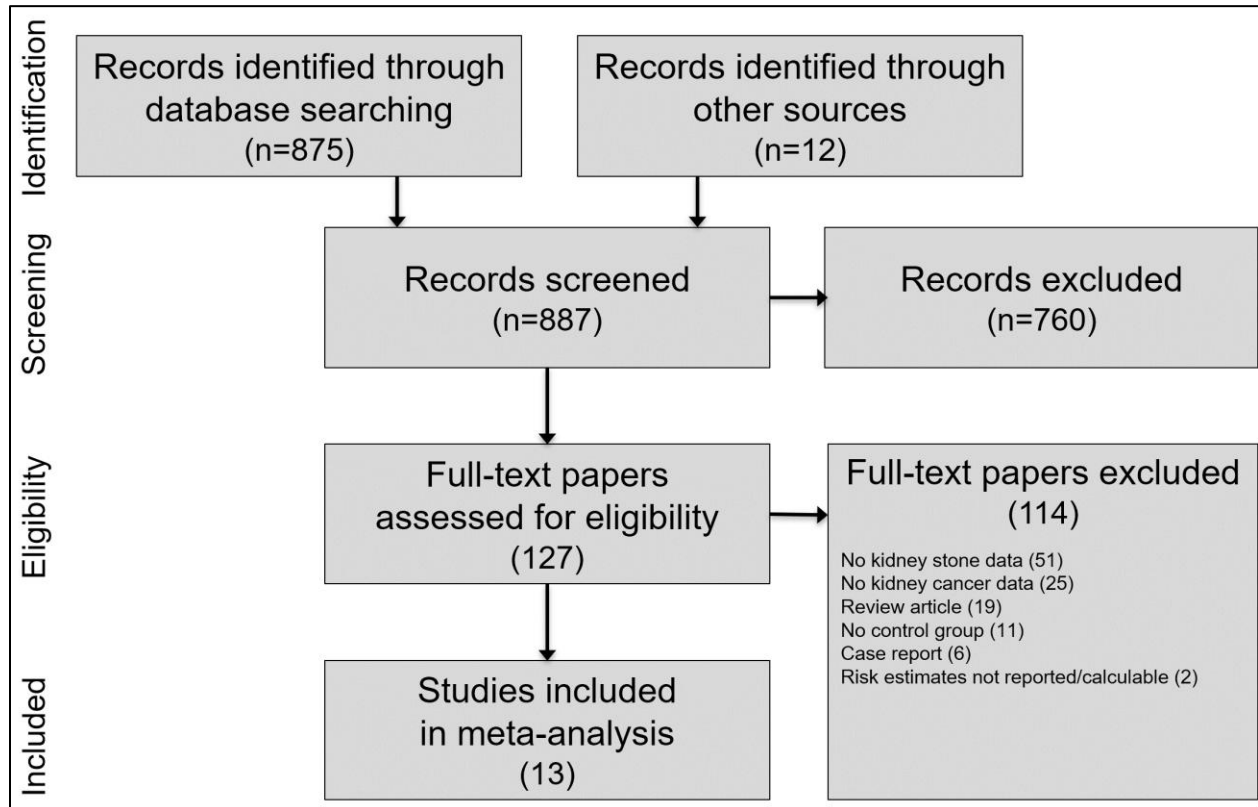 Identification
Records identified through
database searching
(n=875)
Records identified through
other sources
(n=12)
Screening
Records screened
(n=887)
Records excluded
(n=760)
Eligibility
Full-text papers
assessed for eligibility
(127)
Full-text papers excluded
(114)
No kidney stone data (51)
No kidney cancer data (25)
Review article (19)
No control group (11)
Case report (6)
Risk estimates not reported/calculable (2)
Included
Studies included
in meta-analysis
(13)